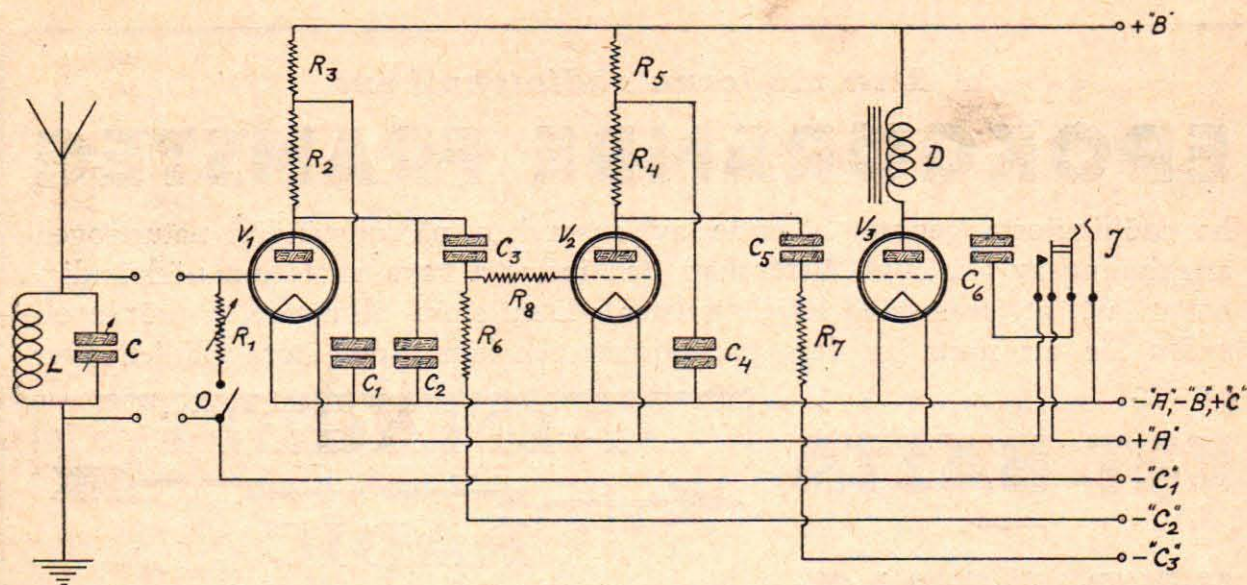 +"B"
R3
R5
R2
R4
D
V1
V2
V3
C3
C5
C6
J
R8
L
C
R1
R6
R7
C1
C2
C4
O
-"A",-"B",+"C"
+"A"
-"C1"
-"C2"
-"C3"